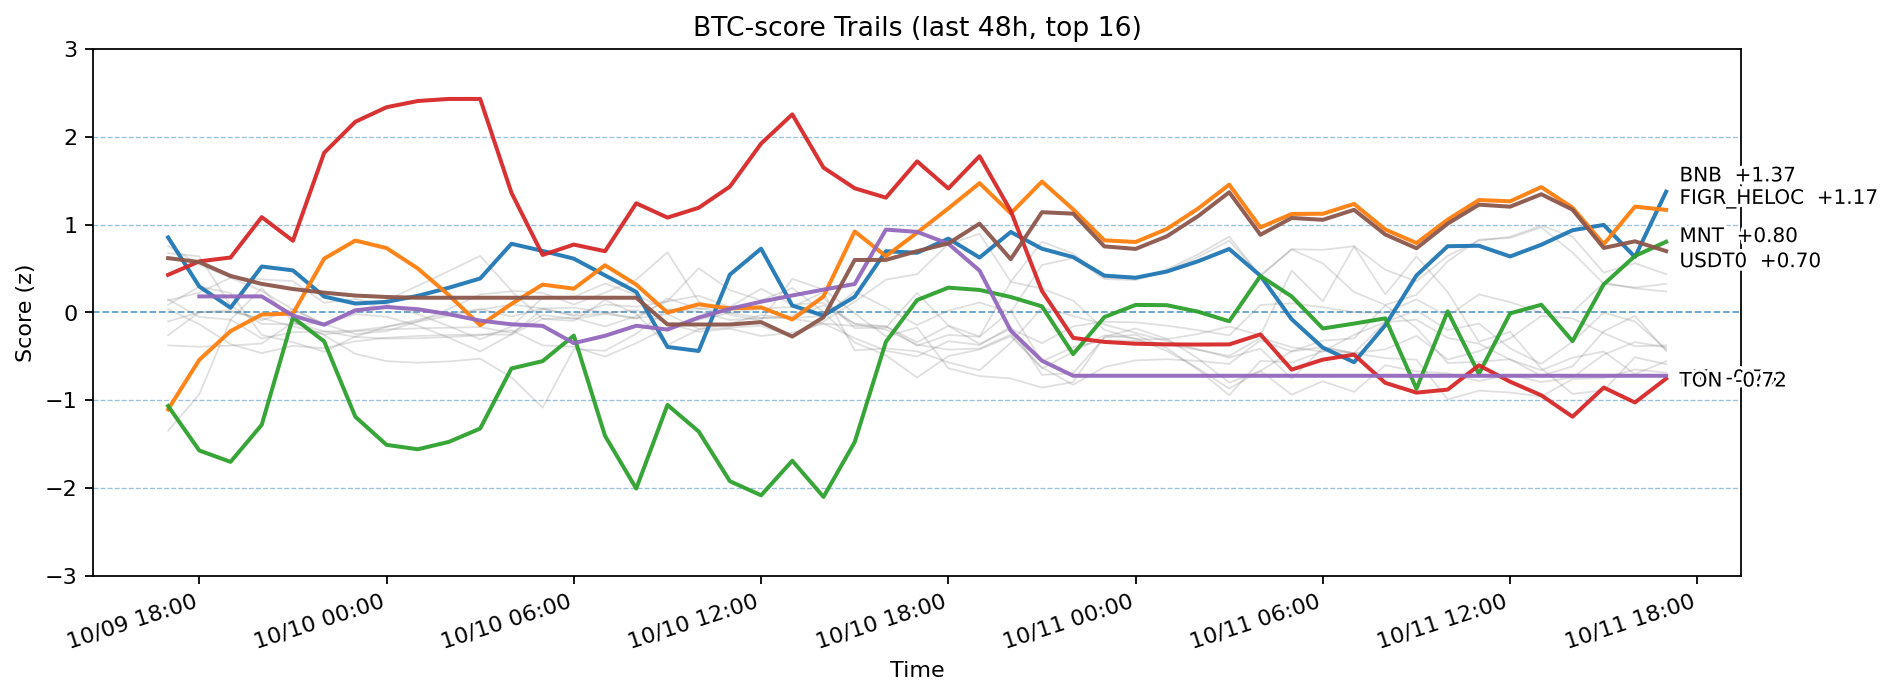 BTC-score Trails (last 48h, top 16)
Score (z)
3
2
1
0
−1
−2
−3
BNB +1.37
FIGR_HELOC +1.17
MNT +0.80
USDT0 +0.70
TON -0.72
10/09 18:00
10/10 00:00
10/10 06:00
10/10 12:00
10/10 18:00
10/11 00:00
10/11 06:00
10/11 12:00
10/11 18:00
Time